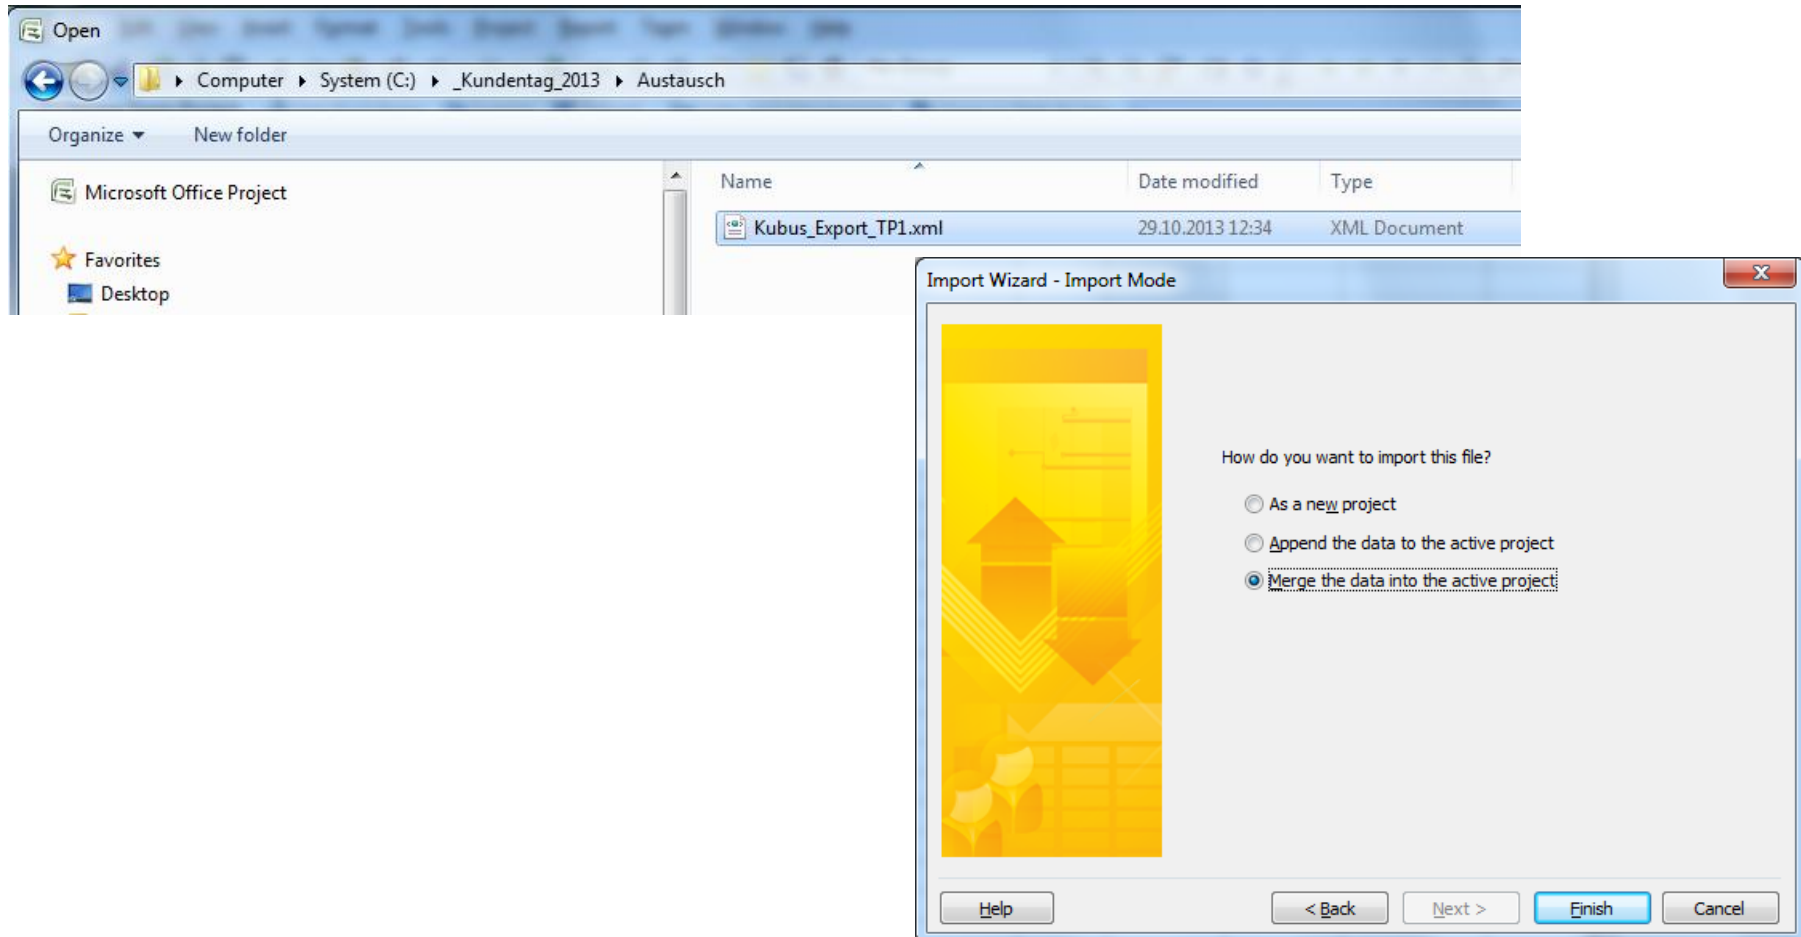 Open
Computer System (C:) _Kundentag_2013 Austausch
Organize New folder
Microsoft Office Project
Favorites
Desktop
Name Date modified Type
Kubus_Export_TP1.xml 29.10.2013 12:34 XML Document
Import Wizard - Import Mode
How do you want to import this file?
As a new project
Append the data to the active project
Merge the data into the active project
Help < Back Next > Finish Cancel